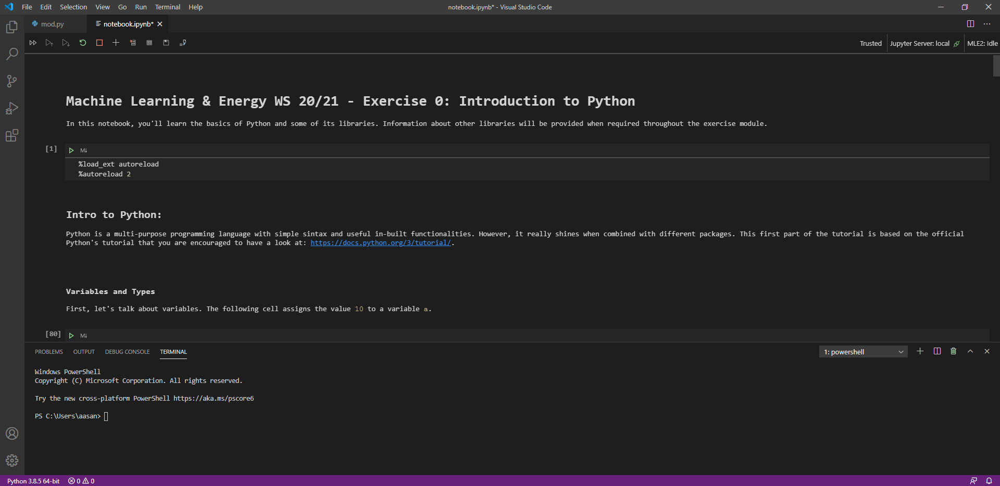 File Edit Selection View Go Run Terminal Help notebook.ipynb* - Visual Studio Code
mod.py notebook.ipynb*
Trusted Jupyter Server: local MLE2: Idle
Machine Learning & Energy WS 20/21 - Exercise 0: Introduction to Python
In this notebook, you'll learn the basics of Python and some of its libraries. Information about other libraries will be provided when required throughout the exercise module.
[1] M↓
%load_ext autoreload
%autoreload 2
Intro to Python:
Python is a multi-purpose programming language with simple sintax and useful in-built functionalities. However, it really shines when combined with different packages. This first part of the tutorial is based on the official
Python's tutorial that you are encouraged to have a look at: https://docs.python.org/3/tutorial/.
Variables and Types
First, let's talk about variables. The following cell assigns the value 10 to a variable a.
[80] M↓
PROBLEMS OUTPUT DEBUG CONSOLE TERMINAL 1: powershell
Windows PowerShell
Copyright (C) Microsoft Corporation. All rights reserved.
Try the new cross-platform PowerShell https://aka.ms/pscore6
PS C:\Users\aasan>
Python 3.8.5 64-bit 0 0